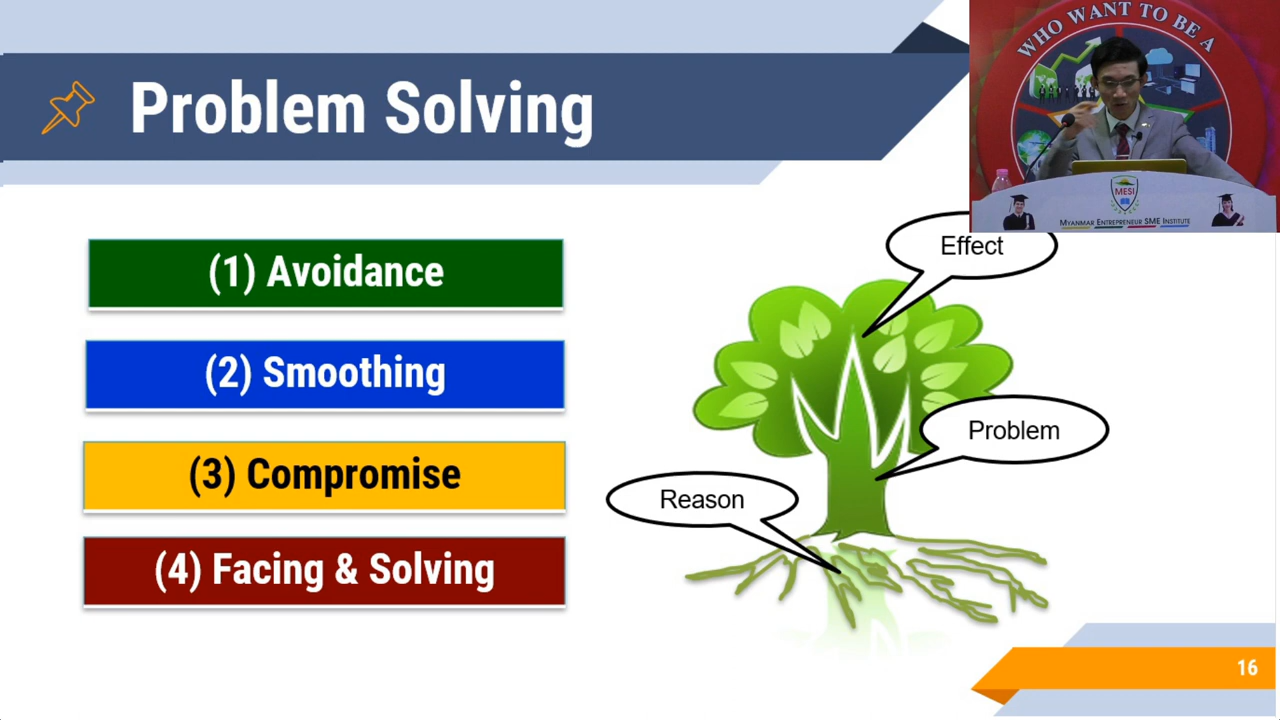 Problem Solving
WHO WANT TO BE A
MESI
MYANMAR ENTREPRENEUR SME INSTITUTE
Effect
(1) Avoidance
(2) Smoothing
Problem
(3) Compromise
Reason
(4) Facing & Solving
16